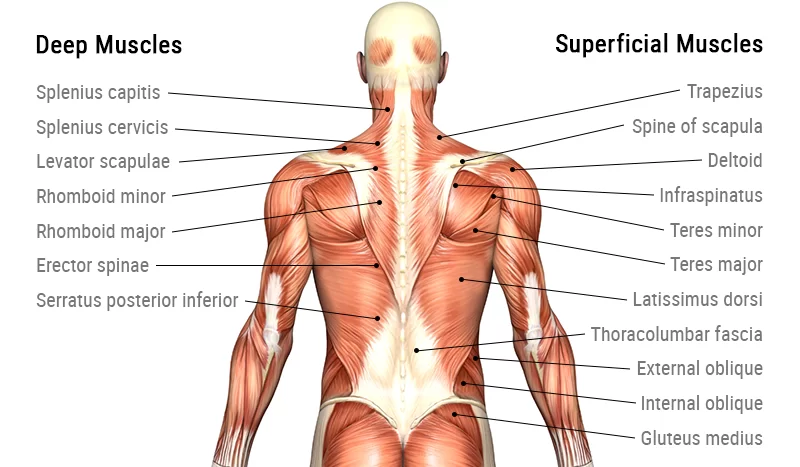 Deep Muscles
Splenius capitis
Splenius cervicis
Levator scapulae
Rhomboid minor
Rhomboid major
Erector spinae
Serratus posterior inferior
Superficial Muscles
Trapezius
Spine of scapula
Deltoid
Infraspinatus
Teres minor
Teres major
Latissimus dorsi
Thoracolumbar fascia
External oblique
Internal oblique
Gluteus medius